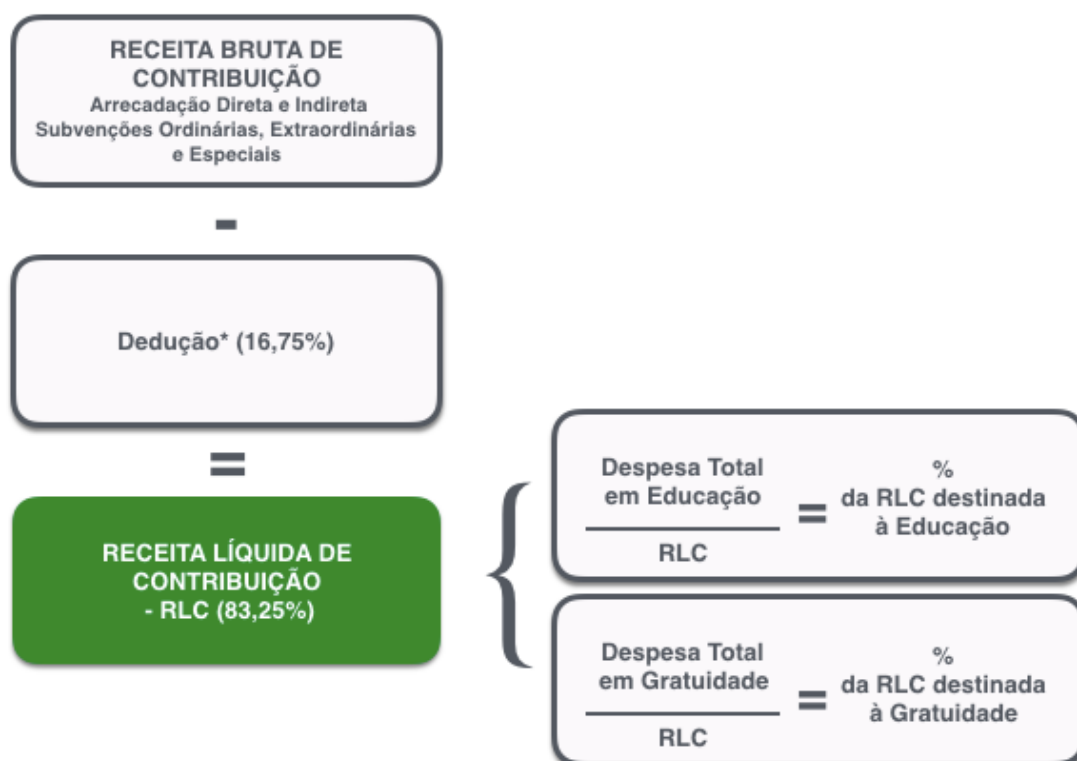 RECEITA BRUTA DE
CONTRIBUIÇÃO
Arrecadação Direta e Indireta
Subvenções Ordinárias, Extraordinárias
e Especiais
-
Dedução* (16,75%)
=
RECEITA LÍQUIDA DE
CONTRIBUIÇÃO
- RLC (83,25%)
{
Despesa Total
em Educação
RLC
=
%
da RLC destinada
à Educação
Despesa Total
em Gratuidade
RLC
=
%
da RLC destinada
à Gratuidade